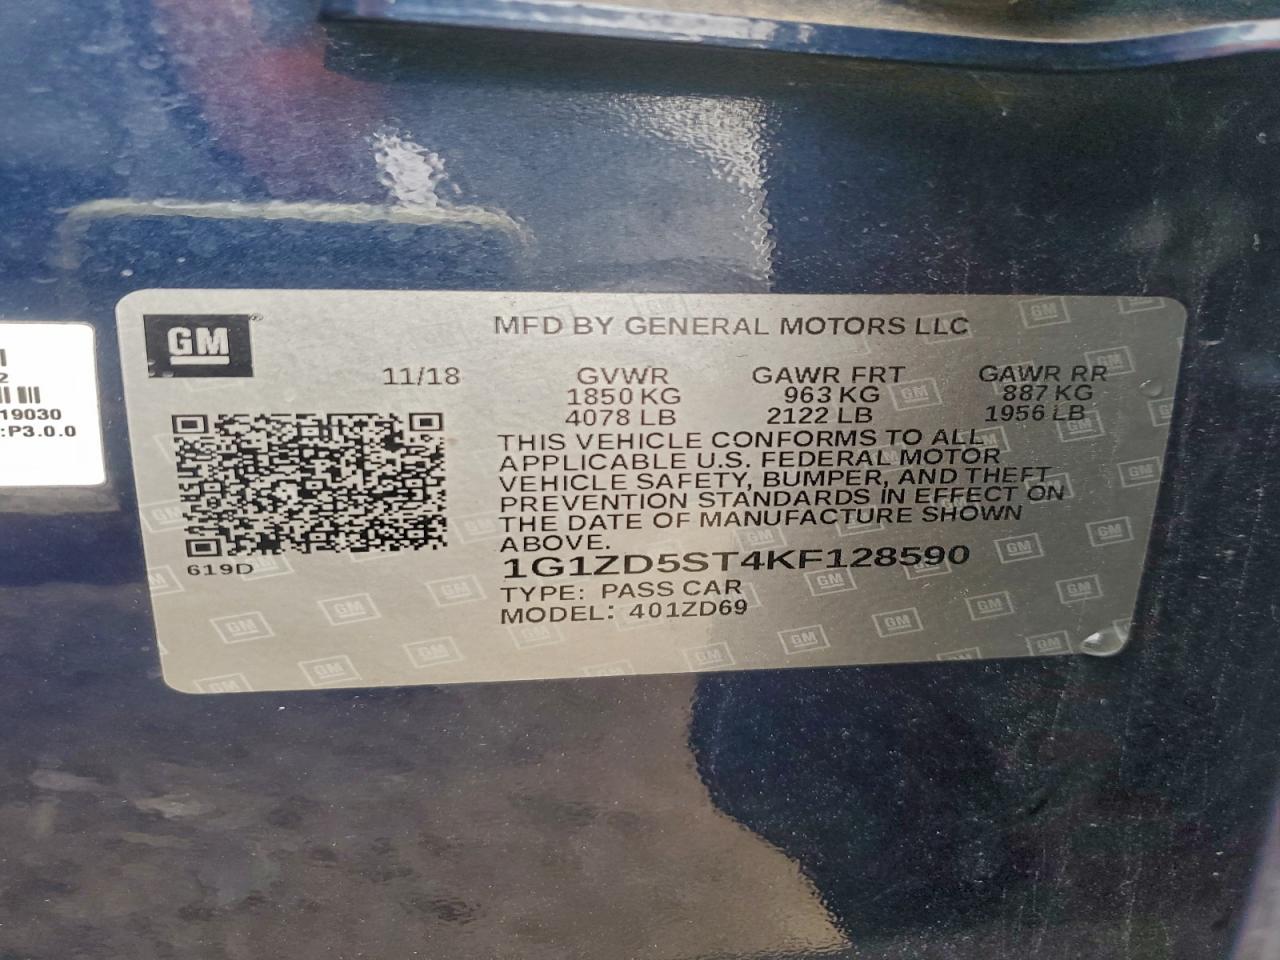 GM
MFD BY GENERAL MOTORS LLC
11/18 GVWR GAWR FRT GAWR RR
1850 KG 963 KG 887 KG
4078 LB 2122 LB 1956 LB
THIS VEHICLE CONFORMS TO ALL
APPLICABLE U.S. FEDERAL MOTOR
VEHICLE SAFETY, BUMPER, AND THEFT
PREVENTION STANDARDS IN EFFECT ON
THE DATE OF MANUFACTURE SHOWN
ABOVE.
619D
1G1ZD5ST4KF128590
TYPE: PASS CAR
MODEL: 401ZD69
19030
:P3.0.0